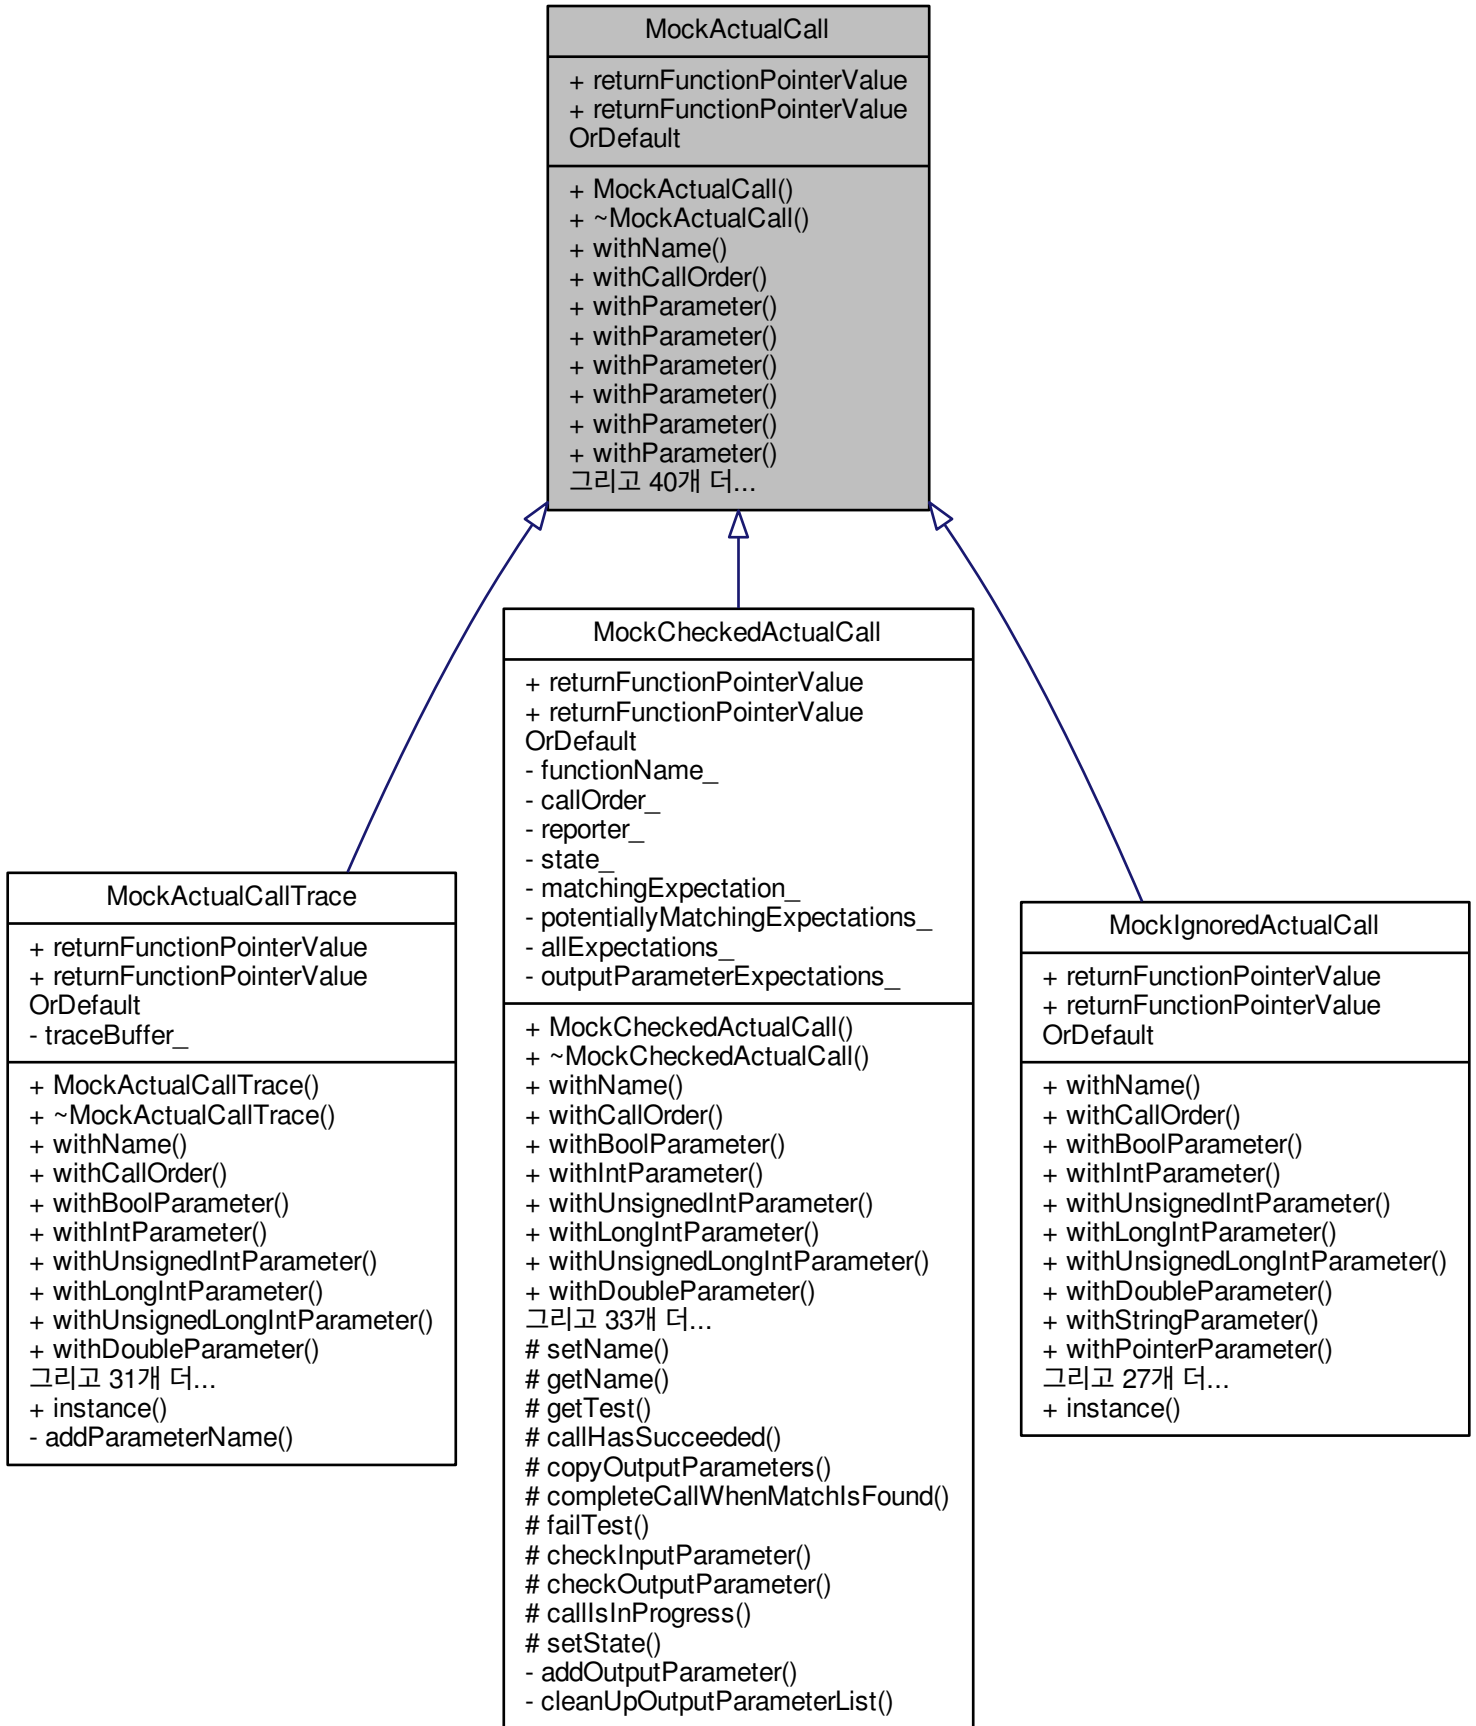 MockActualCall
+ returnFunctionPointerValue
+ returnFunctionPointerValue
OrDefault
+ MockActualCall()
+ ~MockActualCall()
+ withName()
+ withCallOrder()
+ withParameter()
+ withParameter()
+ withParameter()
+ withParameter()
+ withParameter()
+ withParameter()
그리고 40개 더...
MockCheckedActualCall
+ returnFunctionPointerValue
+ returnFunctionPointerValue
OrDefault
- functionName_
- callOrder_
- reporter_
- state_
- matchingExpectation_
- potentiallyMatchingExpectations_
- allExpectations_
- outputParameterExpectations_
+ MockCheckedActualCall()
+ ~MockCheckedActualCall()
+ withName()
+ withCallOrder()
+ withBoolParameter()
+ withIntParameter()
+ withUnsignedIntParameter()
+ withLongIntParameter()
+ withUnsignedLongIntParameter()
+ withDoubleParameter()
그리고 33개 더...
# setName()
# getName()
# getTest()
# callHasSucceeded()
# copyOutputParameters()
# completeCallWhenMatchIsFound()
# failTest()
# checkInputParameter()
# checkOutputParameter()
# callIsInProgress()
# setState()
- addOutputParameter()
- cleanUpOutputParameterList()
MockActualCallTrace
+ returnFunctionPointerValue
+ returnFunctionPointerValue
OrDefault
- traceBuffer_
+ MockActualCallTrace()
+ ~MockActualCallTrace()
+ withName()
+ withCallOrder()
+ withBoolParameter()
+ withIntParameter()
+ withUnsignedIntParameter()
+ withLongIntParameter()
+ withUnsignedLongIntParameter()
+ withDoubleParameter()
그리고 31개 더...
+ instance()
- addParameterName()
MockIgnoredActualCall
+ returnFunctionPointerValue
+ returnFunctionPointerValue
OrDefault
+ withName()
+ withCallOrder()
+ withBoolParameter()
+ withIntParameter()
+ withUnsignedIntParameter()
+ withLongIntParameter()
+ withUnsignedLongIntParameter()
+ withDoubleParameter()
+ withStringParameter()
+ withPointerParameter()
그리고 27개 더...
+ instance()